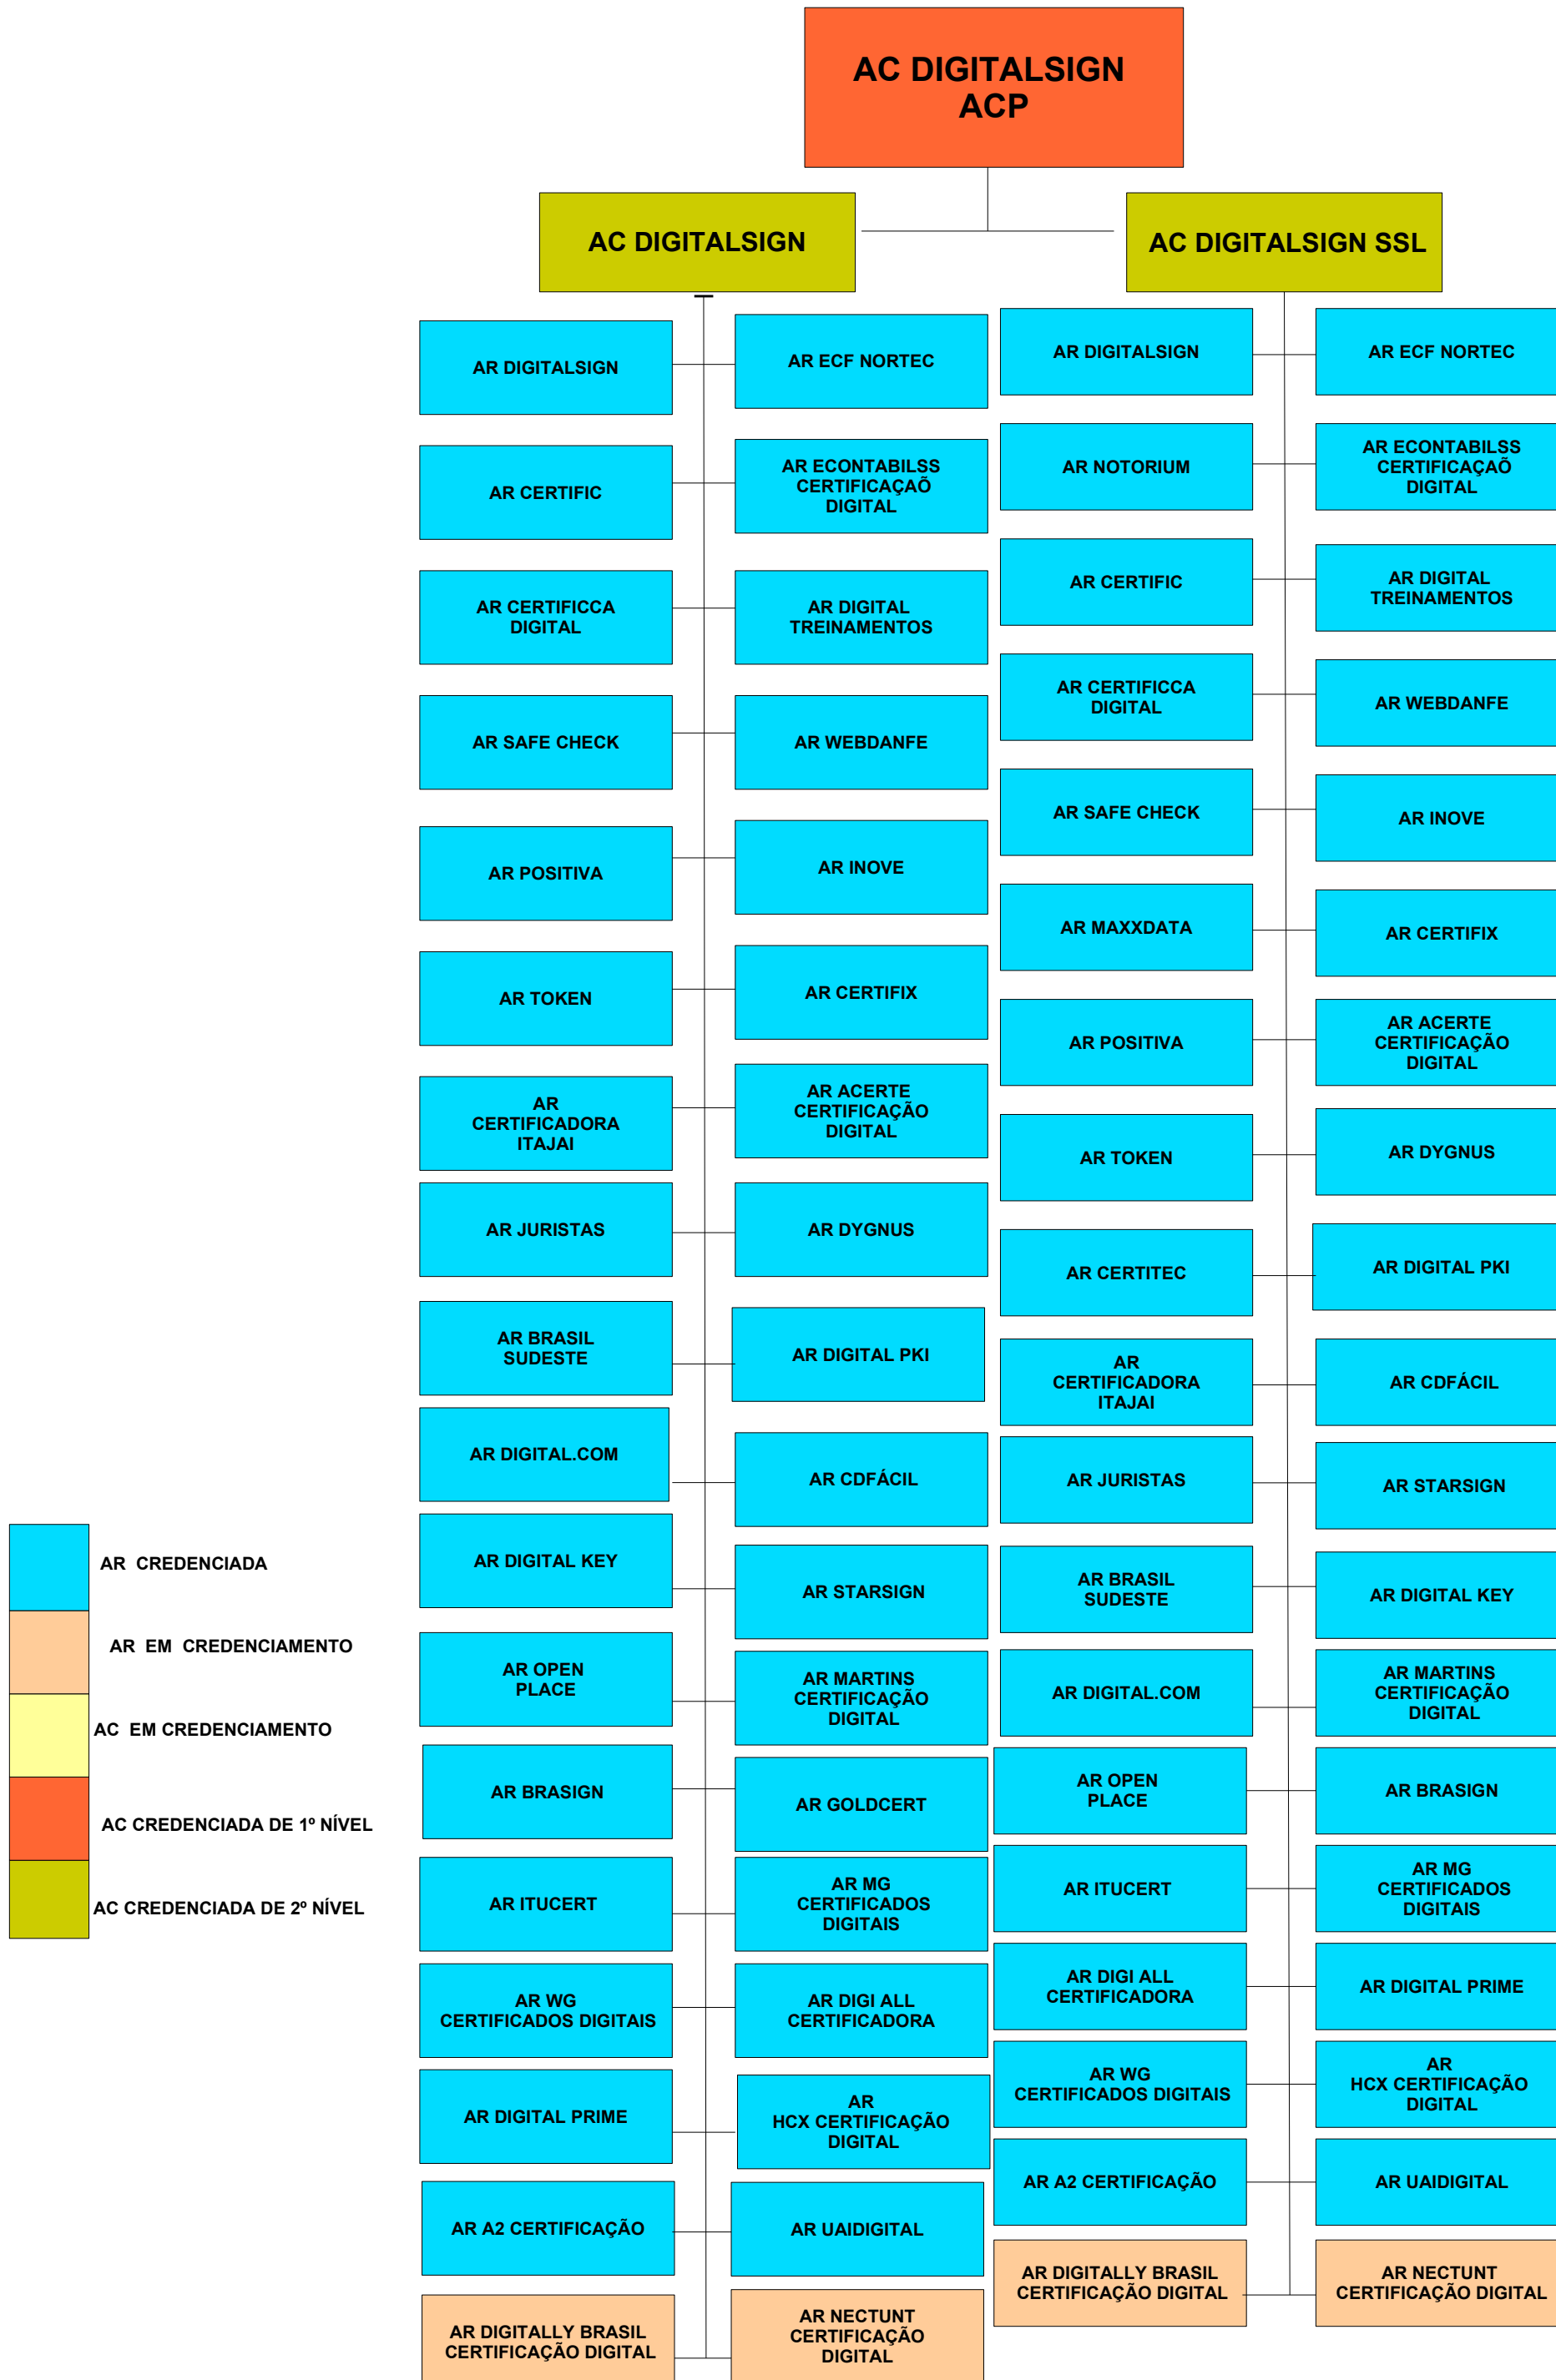 AC DIGITALSIGN
ACP
AC DIGITALSIGN
AC DIGITALSIGN SSL
AR DIGITALSIGN
AR ECF NORTEC
AR CERTIFIC
AR ECONTABILSS
CERTIFICAÇAÕ
DIGITAL
AR CERTIFICCA
DIGITAL
AR DIGITAL
TREINAMENTOS
AR SAFE CHECK
AR WEBDANFE
AR POSITIVA
AR INOVE
AR TOKEN
AR CERTIFIX
AR
CERTIFICADORA
ITAJAI
AR ACERTE
CERTIFICAÇÃO
DIGITAL
AR JURISTAS
AR DYGNUS
AR BRASIL
SUDESTE
AR DIGITAL PKI
AR DIGITAL.COM
AR CDFÁCIL
AR DIGITAL KEY
AR STARSIGN
AR OPEN
PLACE
AR MARTINS
CERTIFICAÇÃO
DIGITAL
AR BRASIGN
AR GOLDCERT
AR ITUCERT
AR MG
CERTIFICADOS
DIGITAIS
AR WG
CERTIFICADOS DIGITAIS
AR DIGI ALL
CERTIFICADORA
AR DIGITAL PRIME
AR
HCX CERTIFICAÇÃO
DIGITAL
AR A2 CERTIFICAÇÃO
AR UAIDIGITAL
AR DIGITALLY BRASIL
CERTIFICAÇÃO DIGITAL
AR NECTUNT
CERTIFICAÇÃO
DIGITAL
AR DIGITALSIGN
AR ECF NORTEC
AR NOTORIUM
AR ECONTABILSS
CERTIFICAÇAÕ
DIGITAL
AR CERTIFIC
AR DIGITAL
TREINAMENTOS
AR CERTIFICCA
DIGITAL
AR WEBDANFE
AR SAFE CHECK
AR INOVE
AR MAXXDATA
AR CERTIFIX
AR POSITIVA
AR ACERTE
CERTIFICAÇÃO
DIGITAL
AR TOKEN
AR DYGNUS
AR CERTITEC
AR DIGITAL PKI
AR
CERTIFICADORA
ITAJAI
AR CDFÁCIL
AR JURISTAS
AR STARSIGN
AR BRASIL
SUDESTE
AR DIGITAL KEY
AR DIGITAL.COM
AR MARTINS
CERTIFICAÇÃO
DIGITAL
AR OPEN
PLACE
AR BRASIGN
AR ITUCERT
AR MG
CERTIFICADOS
DIGITAIS
AR DIGI ALL
CERTIFICADORA
AR DIGITAL PRIME
AR WG
CERTIFICADOS DIGITAIS
AR
HCX CERTIFICAÇÃO
DIGITAL
AR A2 CERTIFICAÇÃO
AR UAIDIGITAL
AR DIGITALLY BRASIL
CERTIFICAÇÃO DIGITAL
AR NECTUNT
CERTIFICAÇÃO DIGITAL
AR CREDENCIADA
AR EM CREDENCIAMENTO
AC EM CREDENCIAMENTO
AC CREDENCIADA DE 1º NÍVEL
AC CREDENCIADA DE 2º NÍVEL